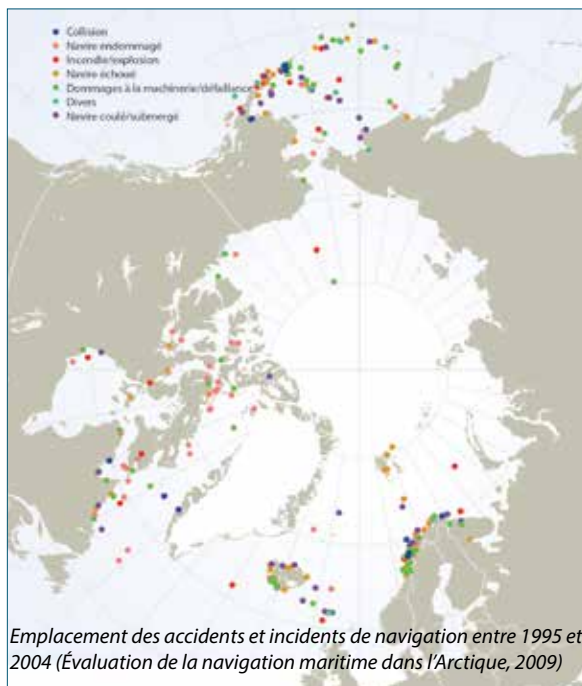 Collision
Navire endommagé
Incendie/explosion
Navire échoué
Dommages à la machinerie/défaillance
Divers
Navire coulé/submergé
Emplacement des accidents et incidents de navigation entre 1995 et
2004 (Évaluation de la navigation maritime dans l'Arctique, 2009)